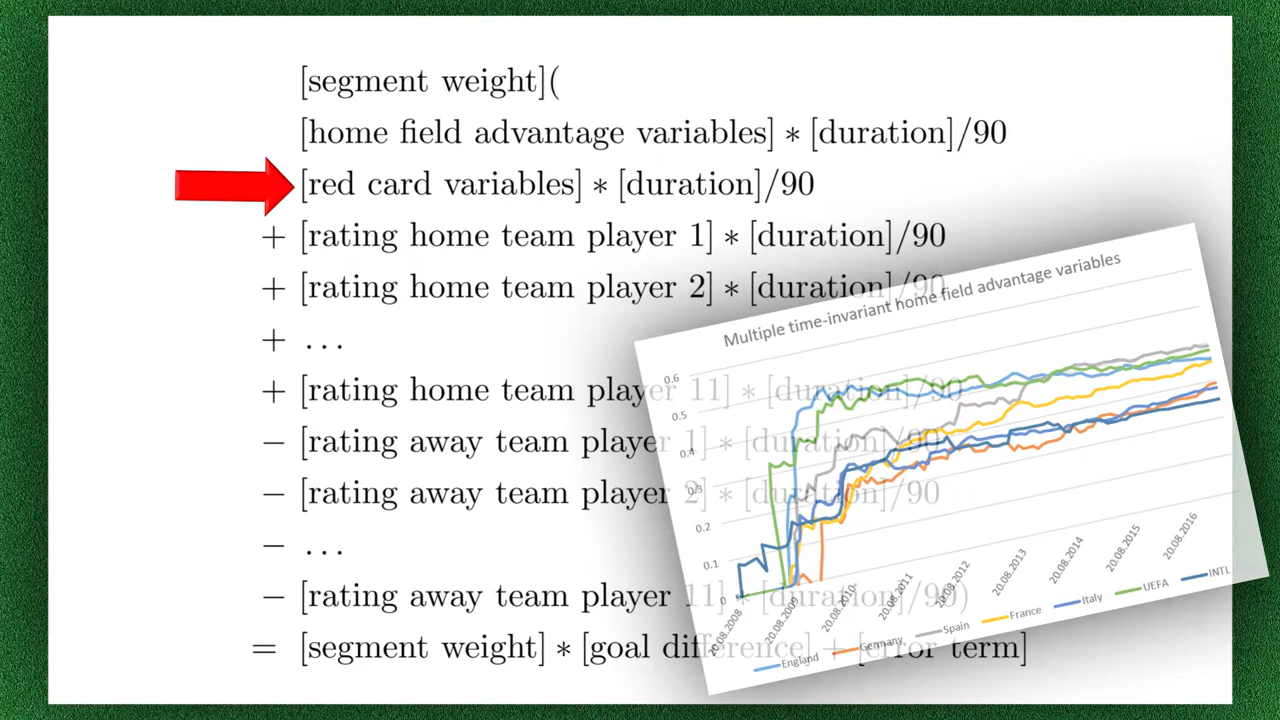 [segment weight](
[home field advantage variables] ∗ [duration]/90
[red card variables] ∗ [duration]/90
+ [rating home team player 1] ∗ [duration]/90
+ [rating home team player 2] ∗ [duration]/90
+ ...
+ [rating home team player 11] ∗ [duration]/90
− [rating away team player 1] ∗ [duration]/90
− [rating away team player 2] ∗ [duration]/90
− ...
− [rating away team player 11] ∗ [duration]/90)
= [segment weight] ∗ [goal difference] + [error term]
Multiple time-invariant home field advantage variables
0.6
0.5
0.4
0.3
0.2
0.1
0
20.08.2008
20.08.2009
20.08.2010
20.08.2011
20.08.2012
20.08.2013
20.08.2014
20.08.2015
20.08.2016
England
Germany
Spain
France
Italy
UEFA
INTL